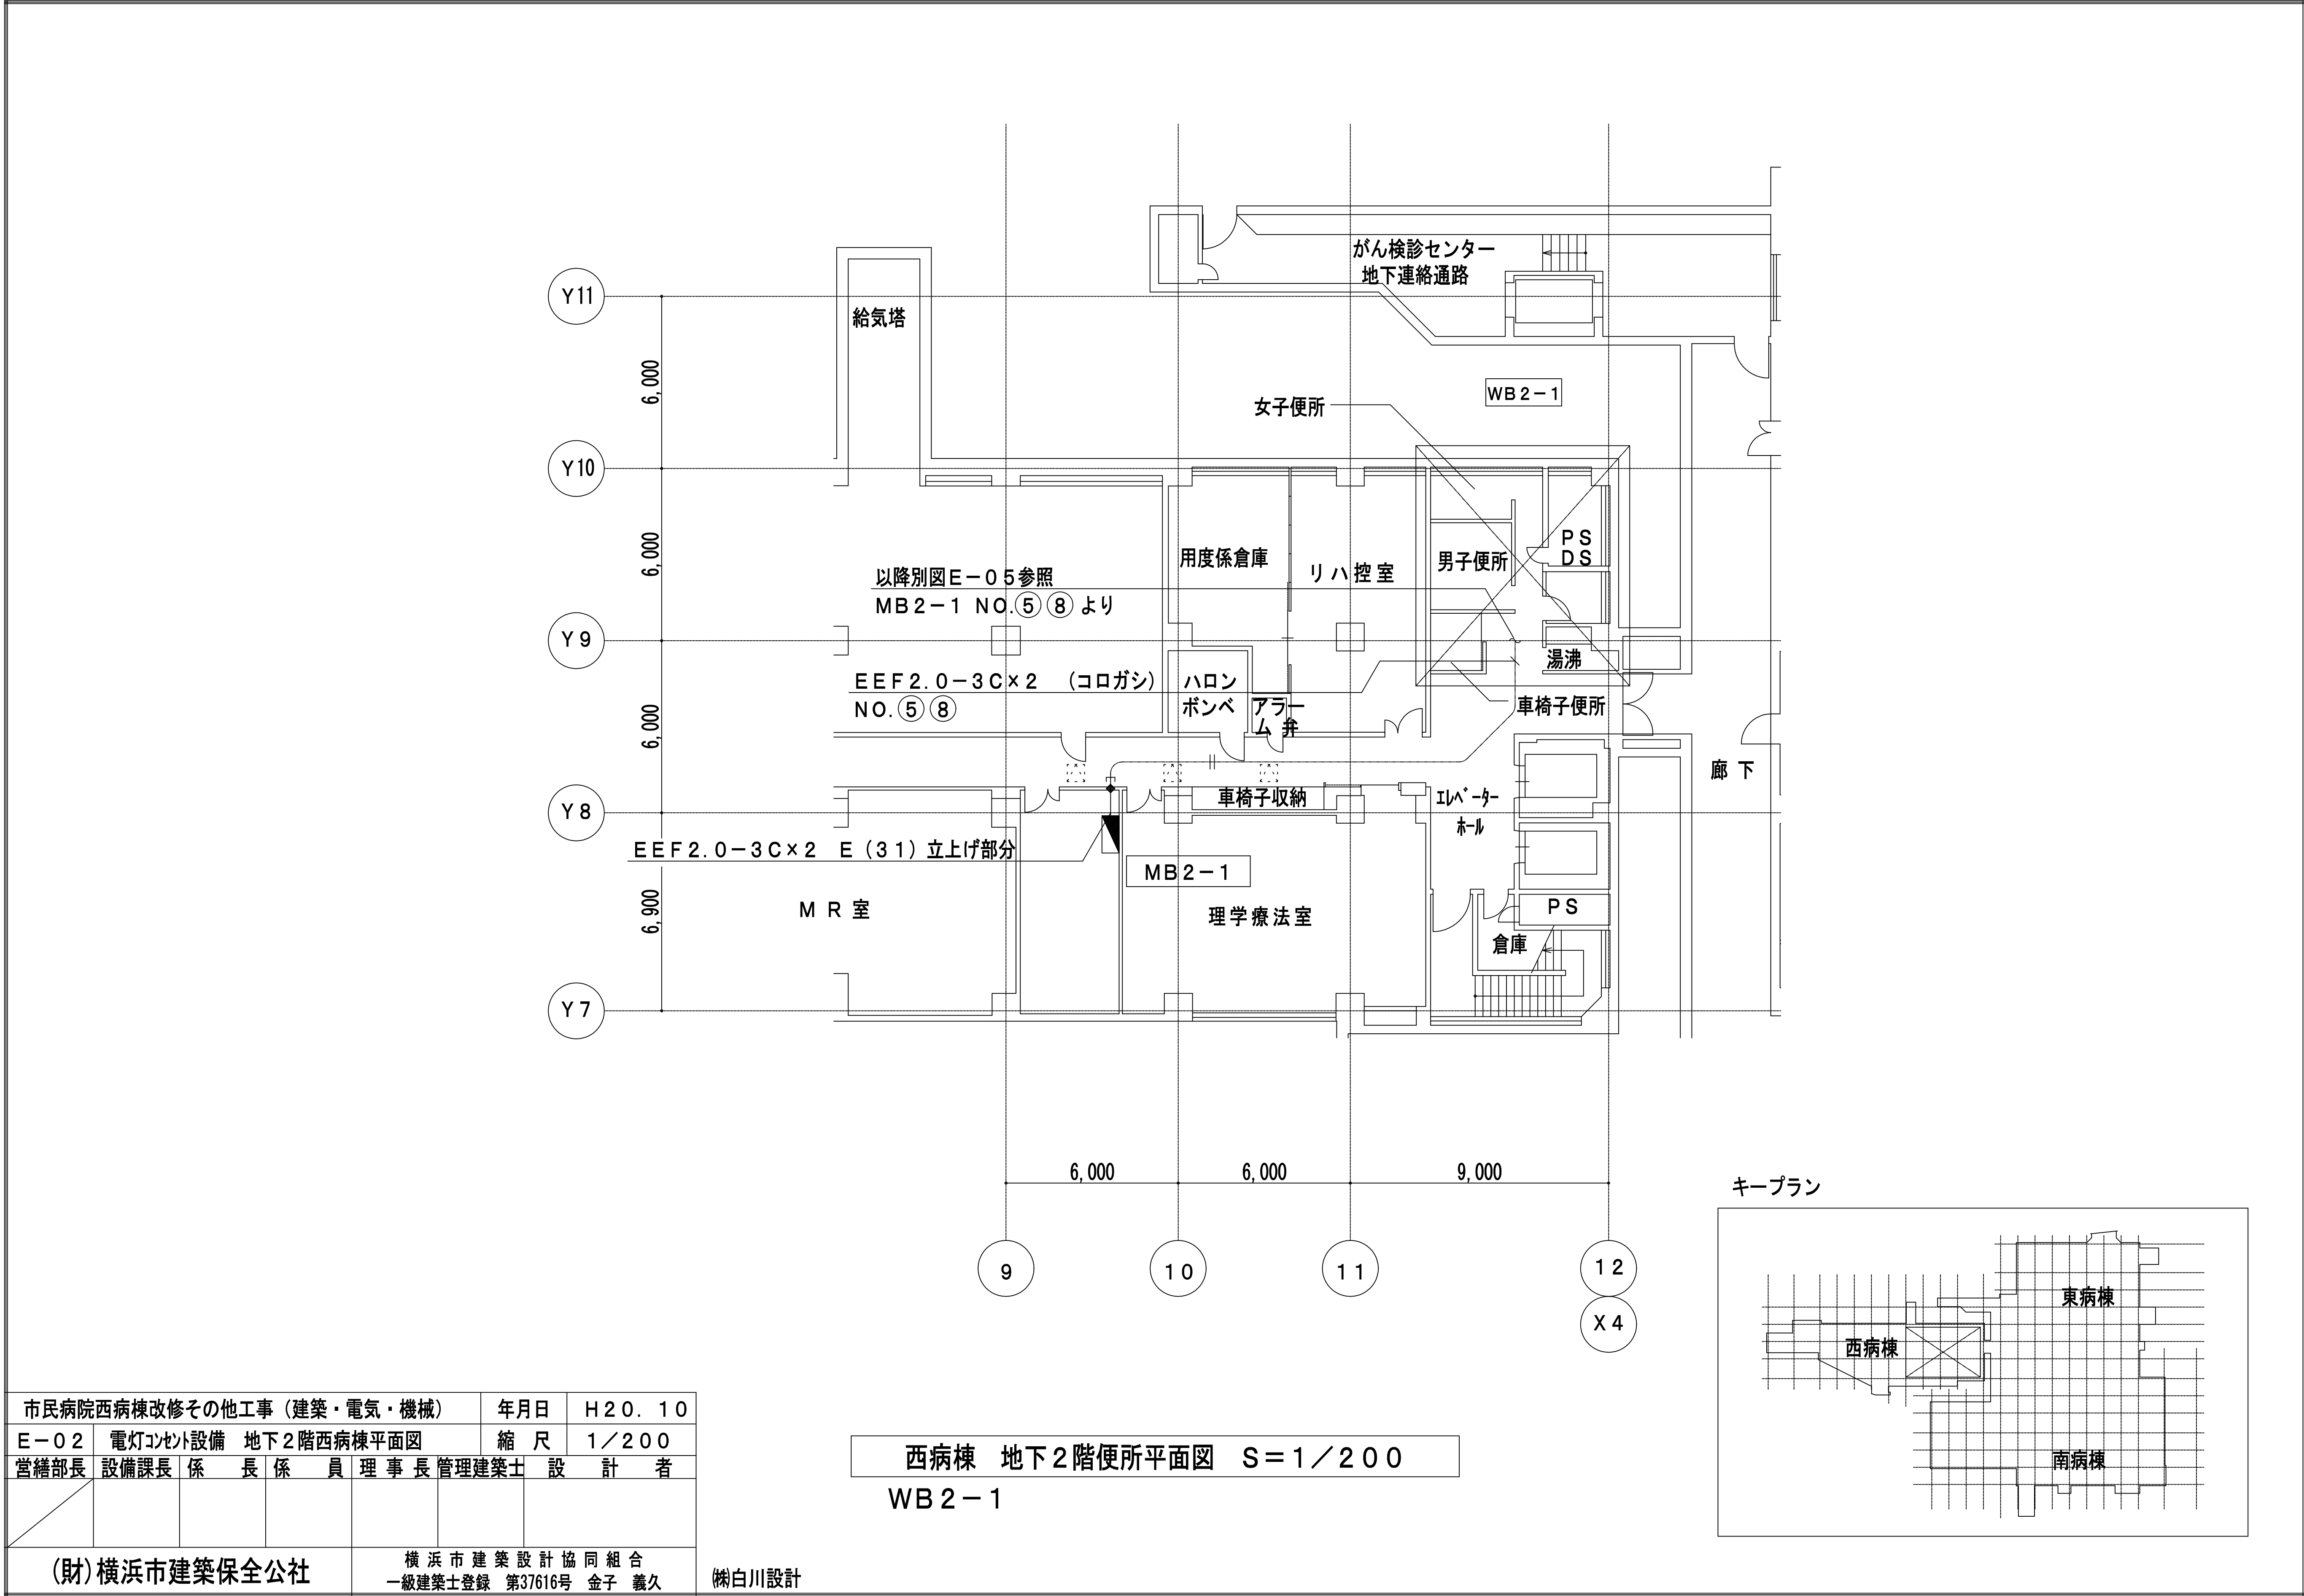 がん検診センター
地下連絡通路
Y11
給気塔
6,000
WB2-1
女子便所
Y10
6,000
用度係倉庫
リハ控室
男子便所
PS
DS
以降別図E-05参照
MB2-1 NO.⑤⑧より
Y9
湯沸
EEF2.0-3C×2 (コロガシ)
NO.⑤⑧
ハロン
ボンベ
アラー
ム弁
車椅子便所
6,000
廊下
Y8
車椅子収納
エレベーター
ホール
EEF2.0-3C×2 E(31)立上げ部分
MB2-1
6,900
MR室
理学療法室
PS
倉庫
Y7
6,000
6,000
9,000
9
10
11
12
X4
キープラン
東病棟
西病棟
南病棟
市民病院西病棟改修その他工事(建築・電気・機械)
年月日
H20.10
E-02
電灯コンセント設備 地下2階西病棟平面図
縮尺
1/200
営繕部長
設備課長
係長
係員
理事長
管理建築士
設計者
(財)横浜市建築保全公社
横浜市建築設計協同組合
一級建築士登録 第37616号 金子 義久
㈱白川設計
西病棟 地下2階便所平面図 S=1/200
WB2-1